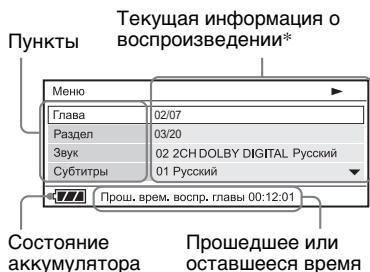 Текущая информация о
воспроизведении*
Пункты
Меню
Глава 02/07
Раздел 03/20
Звук 02 2CH DOLBY DIGITAL Русский
Субтитры 01 Русский
Прош. врем. воспр. главы 00:12:01
Состояние
аккумулятора
Прошедшее или
оставшееся время